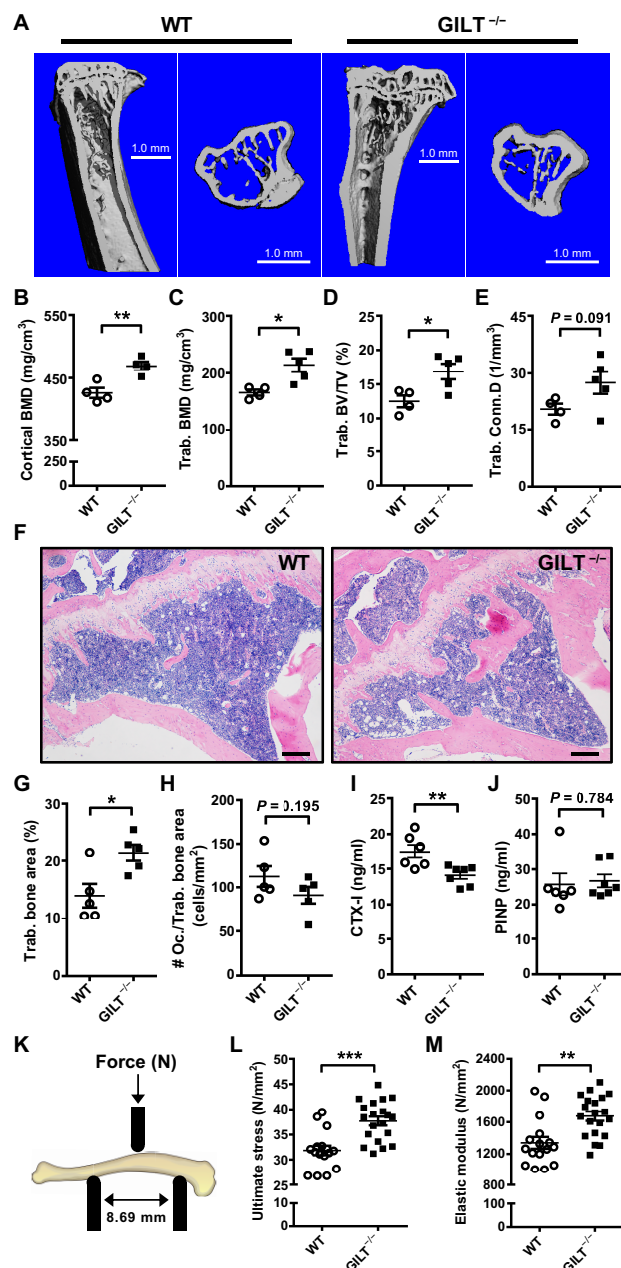 A
WT
GILT −/−
1.0 mm
1.0 mm
1.0 mm
1.0 mm
B
Cortical BMD (mg/cm3)
550
450
350
250
0
**
WT
GILT −/−
C
Trab. BMD (mg/cm3)
300
200
100
0
*
WT
GILT −/−
D
Trab. BV/TV (%)
25
20
15
10
5
0
*
WT
GILT −/−
E
Trab. Conn.D (1/mm3)
45
36
27
18
9
0
P = 0.091
WT
GILT −/−
F
WT
GILT−/−
G
Trab. bone area (%)
30
20
10
0
*
WT
GILT−/−
H
# Oc./Trab. bone area
(cells/mm2)
200
150
100
50
0
P = 0.195
WT
GILT−/−
I
CTX-I (ng/ml)
25
20
15
10
5
0
**
WT
GILT−/−
J
PINP (ng/ml)
50
40
30
20
10
0
P = 0.784
WT
GILT−/−
K
Force (N)
8.69 mm
L
Ultimate stress (N/mm2)
50
45
40
35
30
25
10
0
***
WT
GILT−/−
M
Elastic modulus (N/mm2)
2400
2000
1600
1200
100
0
**
WT
GILT−/−